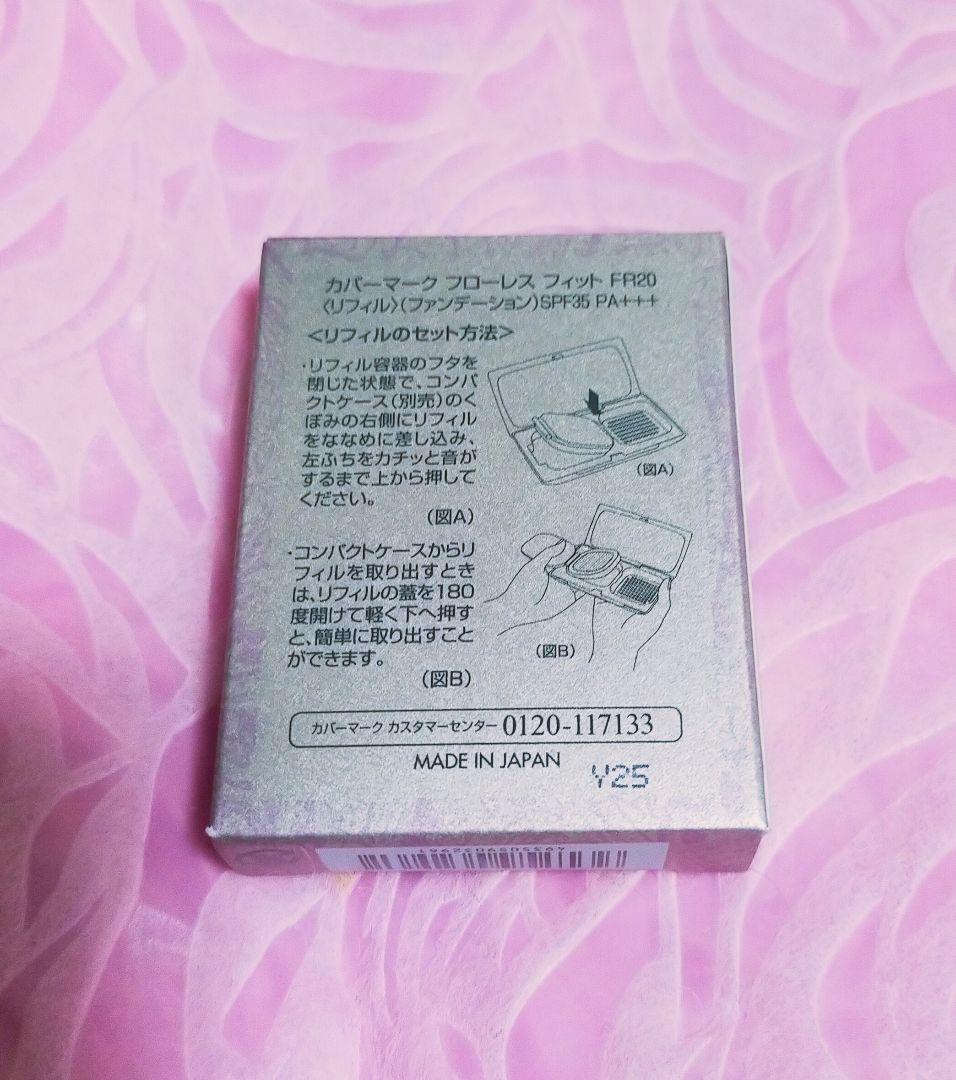 カバーマーク フローレス フィット FR20
〈リフィル〉(ファンデーション)SPF35 PA+++
<リフィルのセット方法>
・リフィル容器のフタを
閉じた状態で、コンパ
クトケース(別売)のく
ぼみの右側にリフィル
をななめに差し込み、
左ふちをカチッと音が
するまで上から押して
ください。
(図A)
(図A)
・コンパクトケースからリ
フィルを取り出すとき
は、リフィルの蓋を180
度開けて軽く下へ押す
と、簡単に取り出すこと
ができます。
(図B)
(図B)
カバーマーク カスタマーセンター 0120-117133
MADE IN JAPAN
Y25